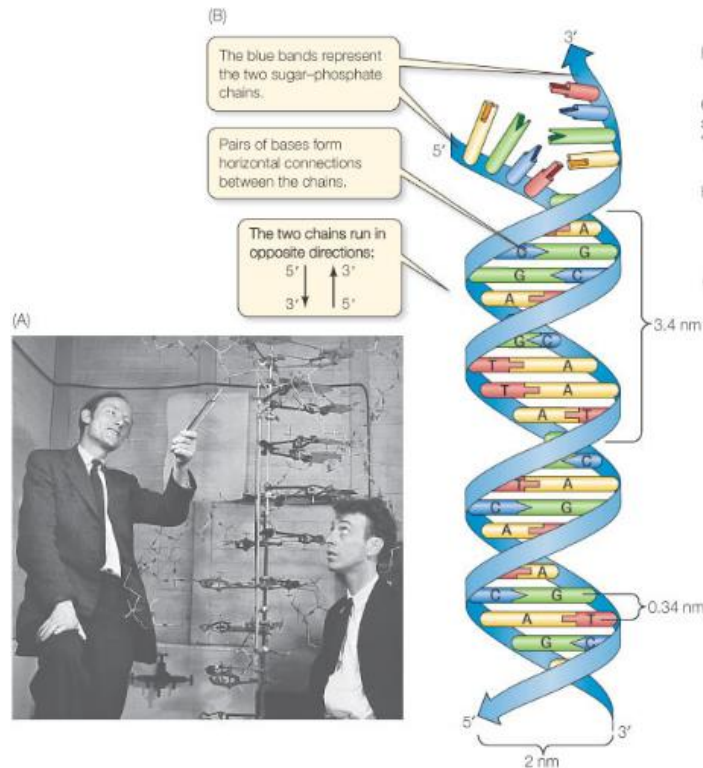 (B)
The blue bands represent
the two sugar–phosphate
chains.
Pairs of bases form
horizontal connections
between the chains.
The two chains run in
opposite directions:
5′ 3′
3′ 5′
(A)
3′
5′
A
C G
G C
A
G C
T A
T A
A T
C
T A
C G
A
A
C G
A T
G C
3.4 nm
0.34 nm
5′
3′
2 nm